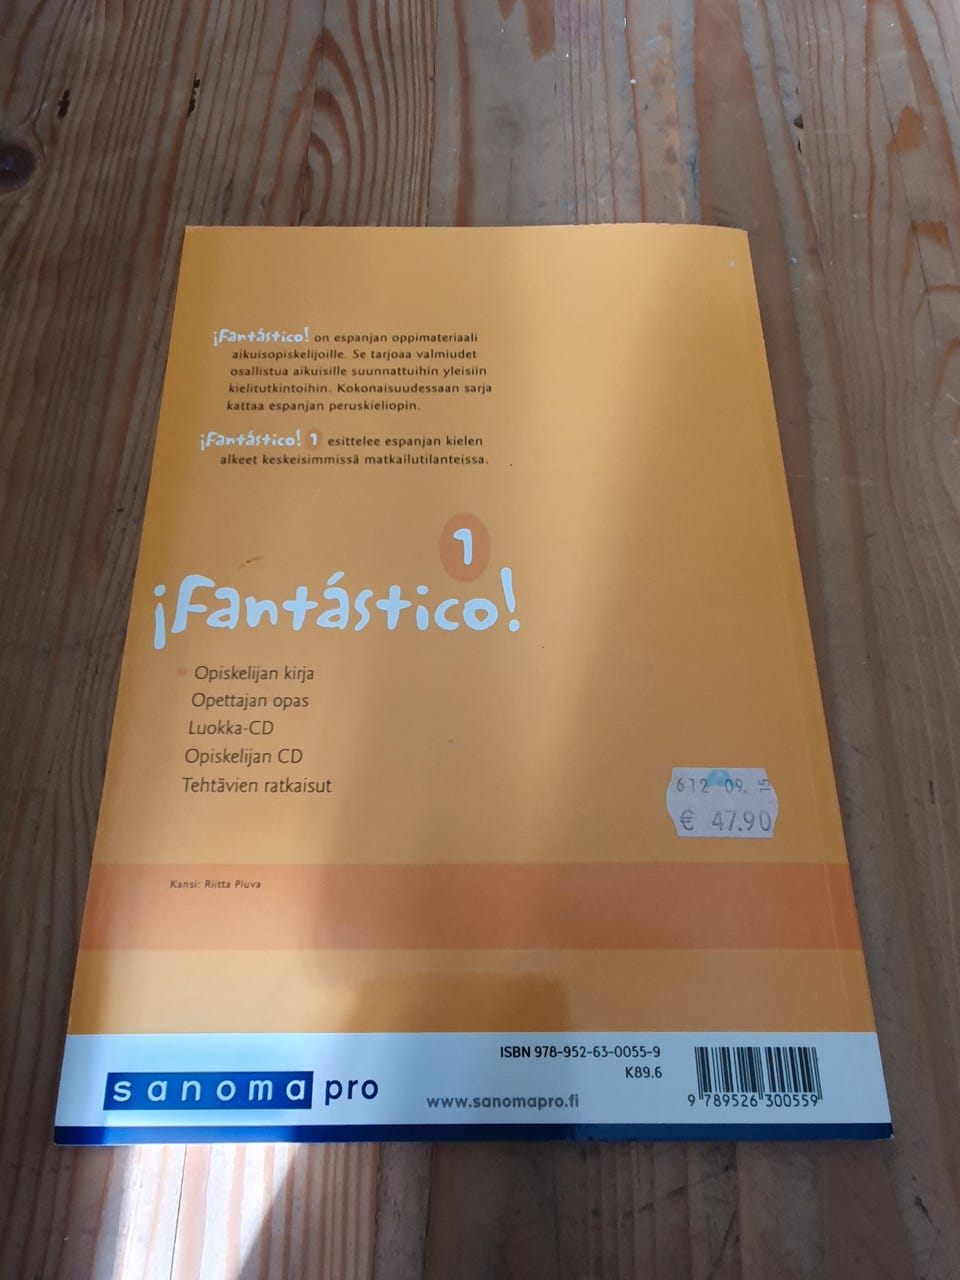 ¡Fantástico! on espanjan oppimateriaali
aikuisopiskelijoille. Se tarjoaa valmiudet
osallistua aikuisille suunnattuihin yleisiin
kielitutkintoihin. Kokonaisuudessaan sarja
kattaa espanjan peruskieliopin.
¡Fantástico! 1 esittelee espanjan kielen
alkeet keskeisimmissä matkailutilanteissa.
1
¡Fantástico!
Opiskelijan kirja
Opettajan opas
Luokka-CD
Opiskelijan CD
Tehtävien ratkaisut
612 09. 15
€ 47.90
Kansi: Riitta Piuva
ISBN 978-952-63-0055-9
K89.6
sanoma pro
www.sanomapro.fi
9 789526 300559